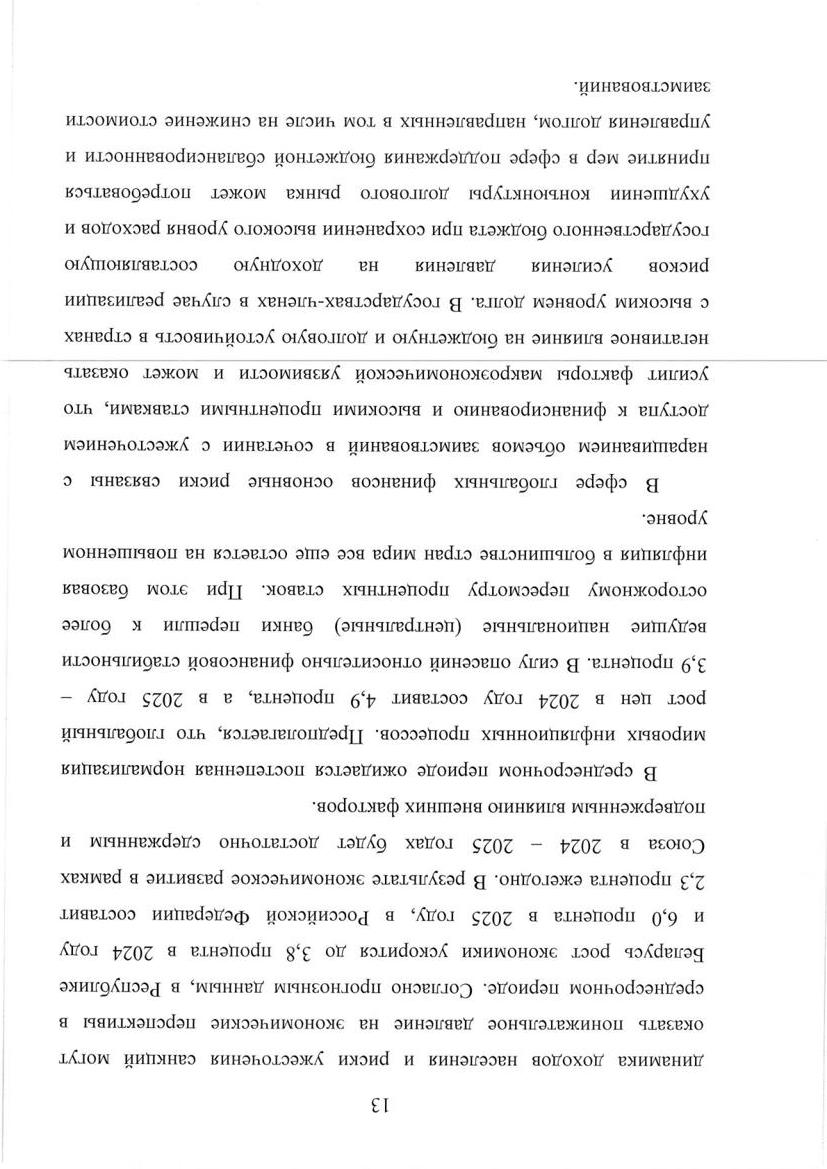 13
динамика доходов населения и риски ужесточения санкций могут
оказать понижательное давление на экономические перспективы в
среднесрочном периоде. Согласно прогнозным данным, в Республике
Беларусь рост экономики ускорится до 3,8 процента в 2024 году
и 6,0 процента в 2025 году, в Российской Федерации составит
2,3 процента ежегодно. В результате экономическое развитие в рамках
Союза в 2024 – 2025 годах будет достаточно сдержанным и
подверженным влиянию внешних факторов.
В среднесрочном периоде ожидается постепенная нормализация
мировых инфляционных процессов. Предполагается, что глобальный
рост цен в 2024 году составит 4,9 процента, а в 2025 году –
3,9 процента. В силу опасений относительно финансовой стабильности
ведущие национальные (центральные) банки перешли к более
осторожному пересмотру процентных ставок. При этом базовая
инфляция в большинстве стран мира все еще остается на повышенном
уровне.
В сфере глобальных финансов основные риски связаны с
наращиванием объемов заимствований в сочетании с ужесточением
доступа к финансированию и высокими процентными ставками, что
усилит факторы макроэкономической уязвимости и может оказать
негативное влияние на бюджетную и долговую устойчивость в странах
с высоким уровнем долга. В государствах-членах в случае реализации
рисков усиления давления на доходную составляющую
государственного бюджета при сохранении высокого уровня расходов и
ухудшении конъюнктуры долгового рынка может потребоваться
принятие мер в сфере поддержания бюджетной сбалансированности и
управления долгом, направленных в том числе на снижение стоимости
заимствований.